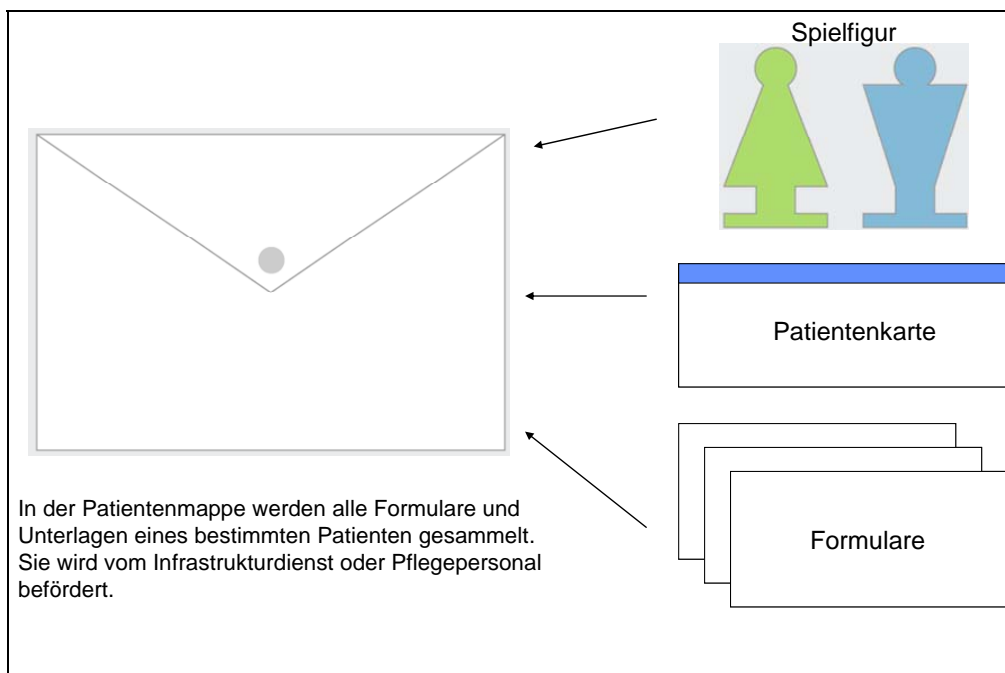 Spielfigur
Patientenkarte
Formulare
In der Patientenmappe werden alle Formulare und
Unterlagen eines bestimmten Patienten gesammelt.
Sie wird vom Infrastrukturdienst oder Pflegepersonal
befördert.